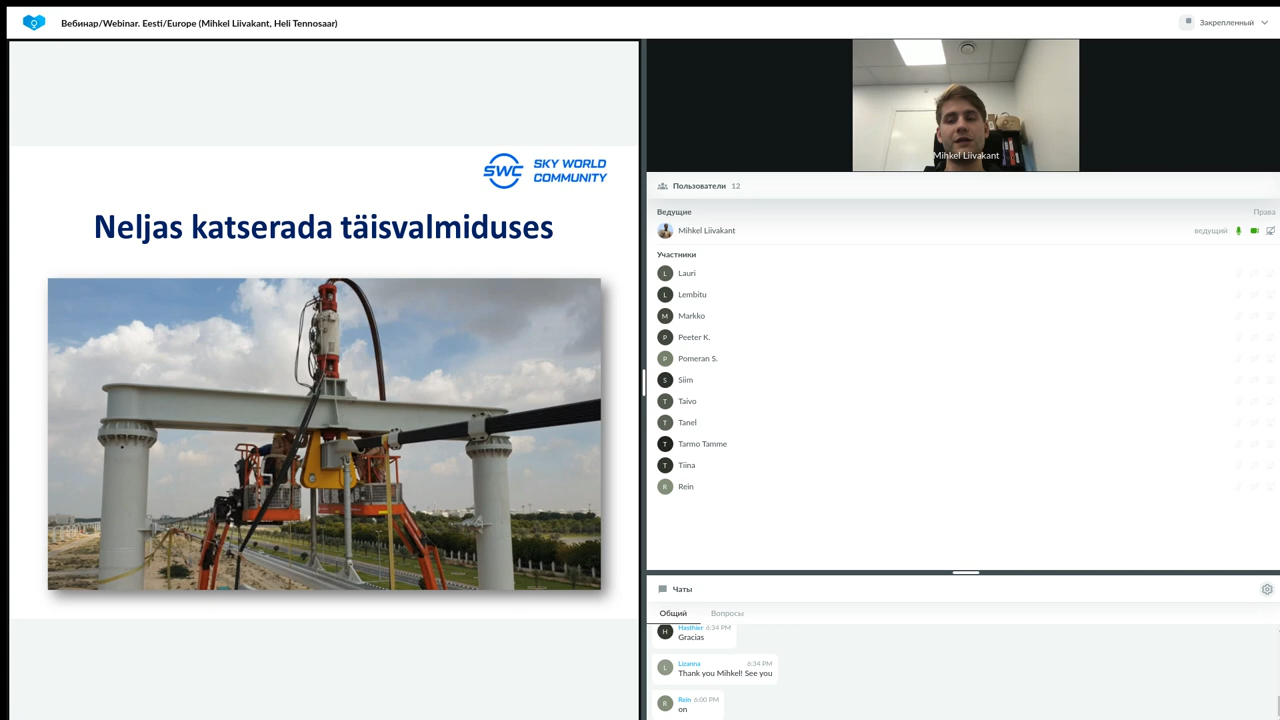 Вебинар/Webinar. Eesti/Europe (Mihkel Liivakant, Heli Tennosaar)
Закрепленный
SWC SKY WORLD
COMMUNITY
Neljas katserada täisvalmiduses
Mihkel Liivakant
Пользователи 12
Ведущие Права
Mihkel Liivakant ведущий
Участники
L Lauri
L Lembitu
M Markko
P Peeter K.
P Pomeran S.
S Siim
T Taivo
T Tanel
T Tarmo Tamme
T Tiina
R Rein
Чаты
Общий Вопросы
H Hasthier 6:34 PM
Gracias
L Lizanna 6:34 PM
Thank you Mihkel! See you
R Rein 6:00 PM
on